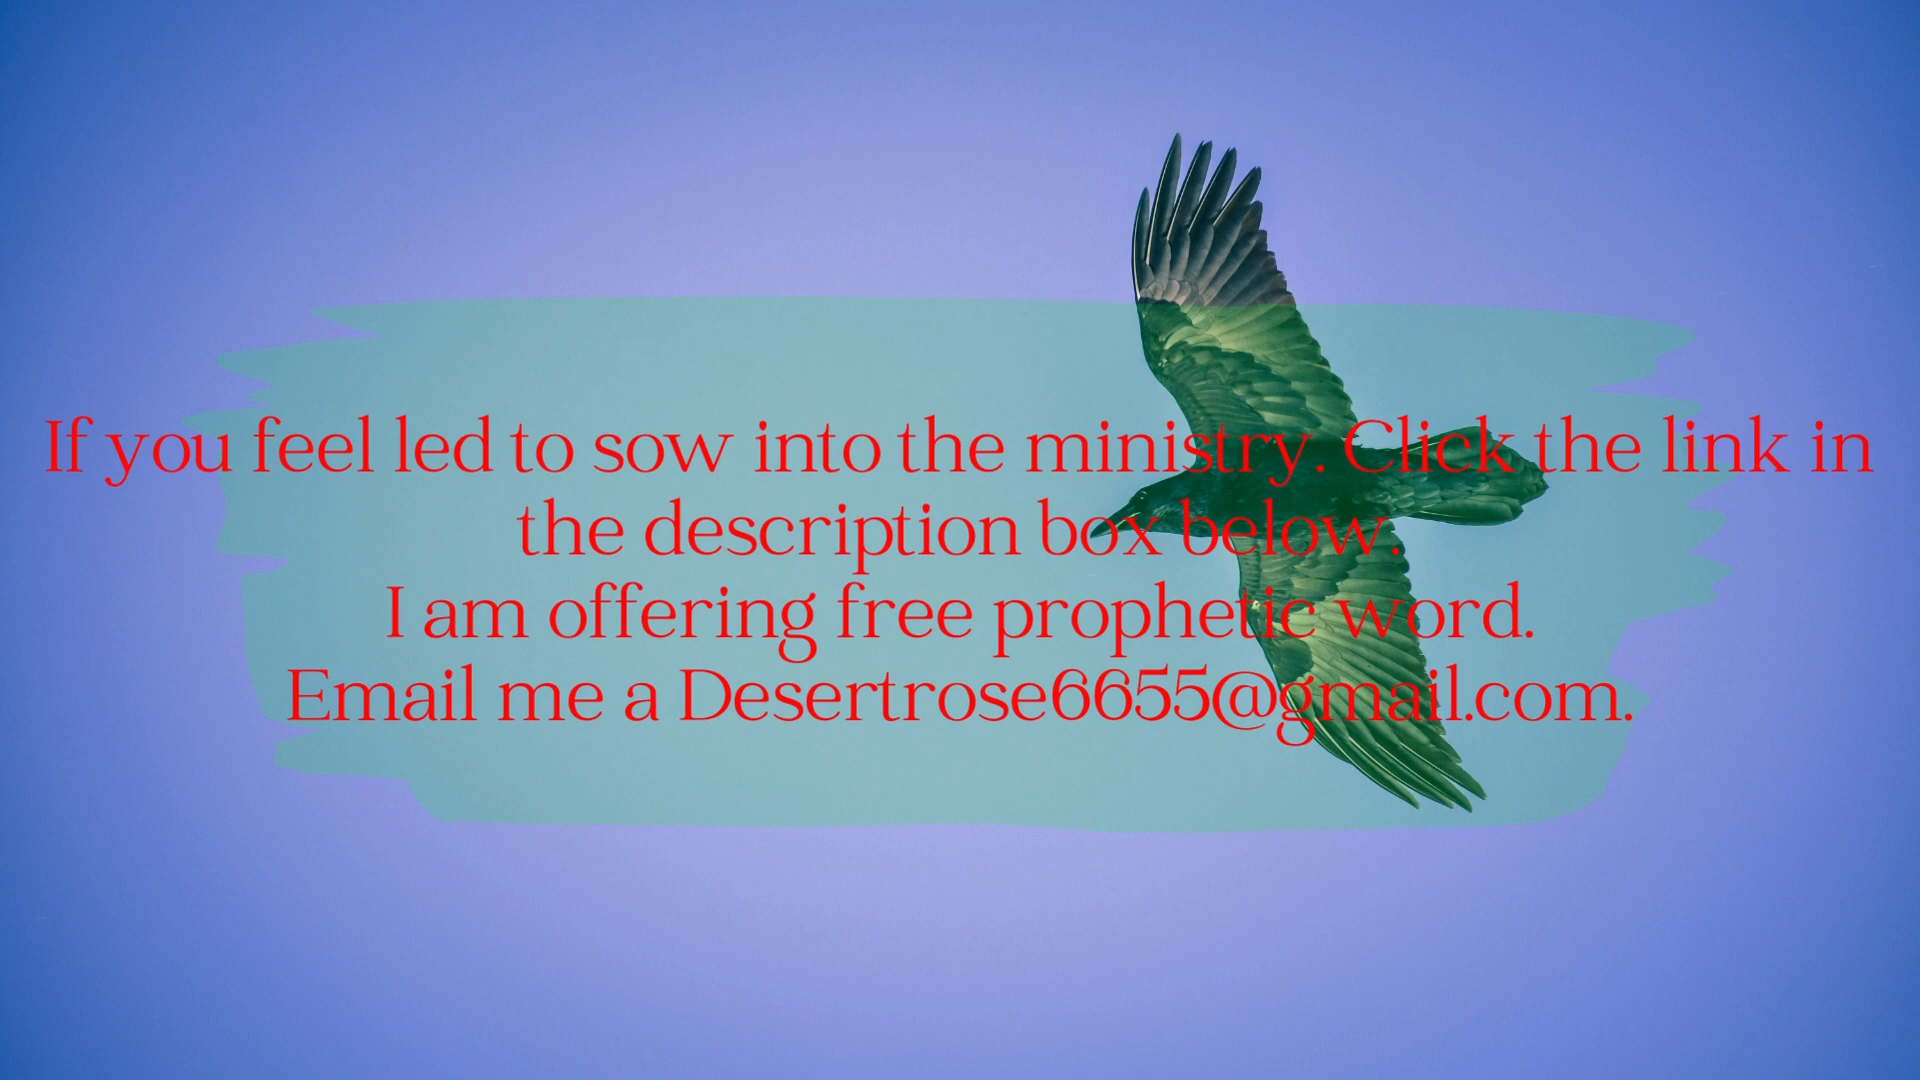 If you feel led to sow into the ministry. Click the link in
the description box below.
I am offering free prophetic word.
Email me a Desertrose6655@gmail.com.